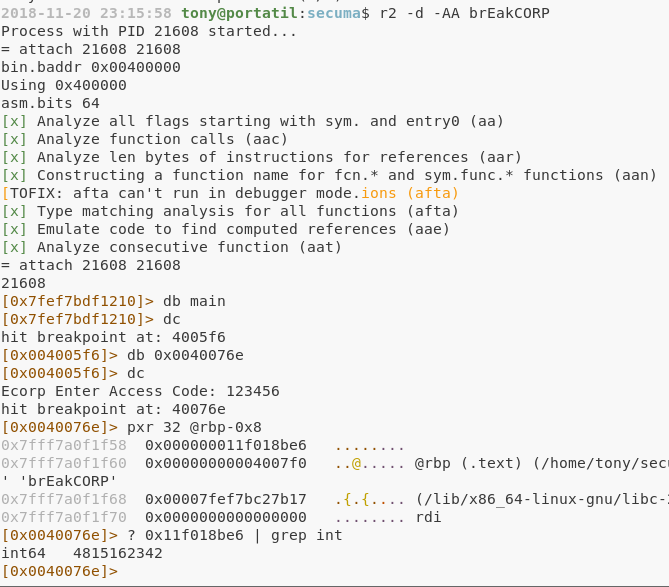 2018-11-20 23:15:58 tony@portatil:secuma$ r2 -d -AA brEakCORP
Process with PID 21608 started...
= attach 21608 21608
bin.baddr 0x00400000
Using 0x400000
asm.bits 64
[x] Analyze all flags starting with sym. and entry0 (aa)
[x] Analyze function calls (aac)
[x] Analyze len bytes of instructions for references (aar)
[x] Constructing a function name for fcn.* and sym.func.* functions (aan)
[TOFIX: afta can't run in debugger mode.ions (afta)
[x] Type matching analysis for all functions (afta)
[x] Emulate code to find computed references (aae)
[x] Analyze consecutive function (aat)
= attach 21608 21608
21608
[0x7fef7bdf1210]> db main
[0x7fef7bdf1210]> dc
hit breakpoint at: 4005f6
[0x004005f6]> db 0x0040076e
[0x004005f6]> dc
Ecorp Enter Access Code: 123456
hit breakpoint at: 40076e
[0x0040076e]> pxr 32 @rbp-0x8
0x7fff7a0f1f58  0x000000011f018be6   ........
0x7fff7a0f1f60  0x00000000004007f0   ..@..... @rbp (.text) (/home/tony/secu
' 'brEakCORP'
0x7fff7a0f1f68  0x00007fef7bc27b17   .{.{.... (/lib/x86_64-linux-gnu/libc-
0x7fff7a0f1f70  0x0000000000000000   ........ rdi
[0x0040076e]> ? 0x11f018be6 | grep int
int64   4815162342
[0x0040076e]>